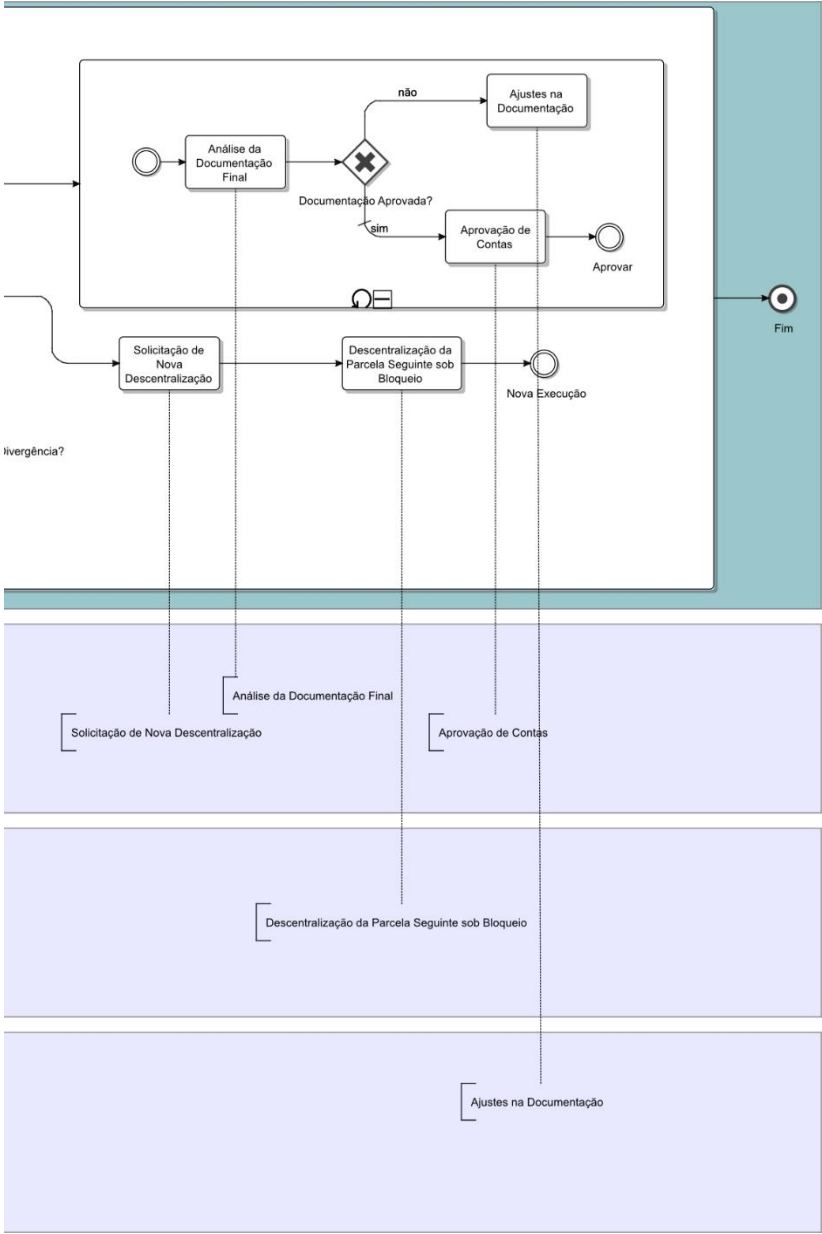 não
Ajustes na
Documentação
Análise da
Documentação
Final
Documentação Aprovada?
sim
Aprovação de
Contas
Aprovar
Fim
Solicitação de
Nova
Descentralização
Descentralização da
Parcela Seguinte sob
Bloqueio
Nova Execução
Divergência?
Análise da Documentação Final
Solicitação de Nova Descentralização
Aprovação de Contas
Descentralização da Parcela Seguinte sob Bloqueio
Ajustes na Documentação